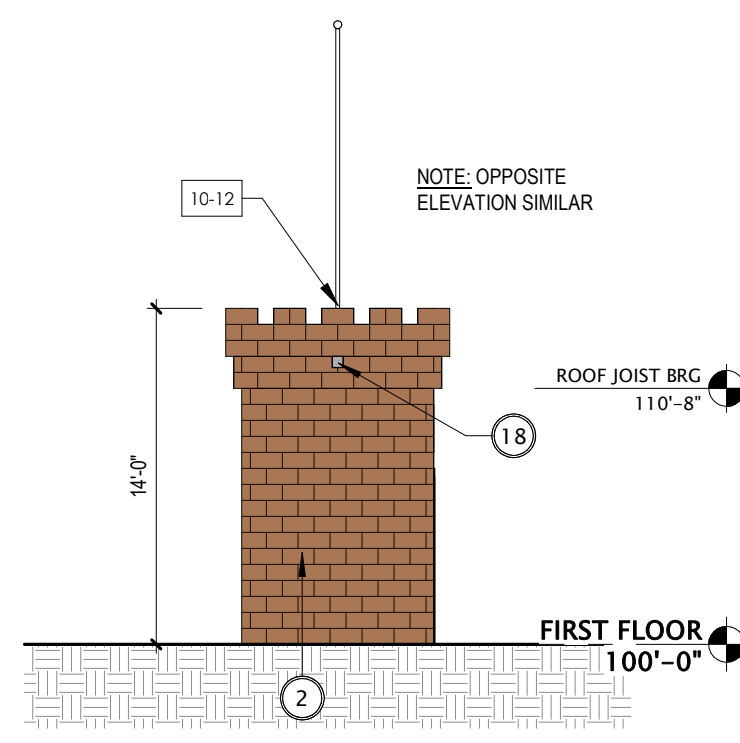 10-12
NOTE: OPPOSITE
ELEVATION SIMILAR
ROOF JOIST BRG
110'-8"
18
14'-0"
FIRST FLOOR
100'-0"
2